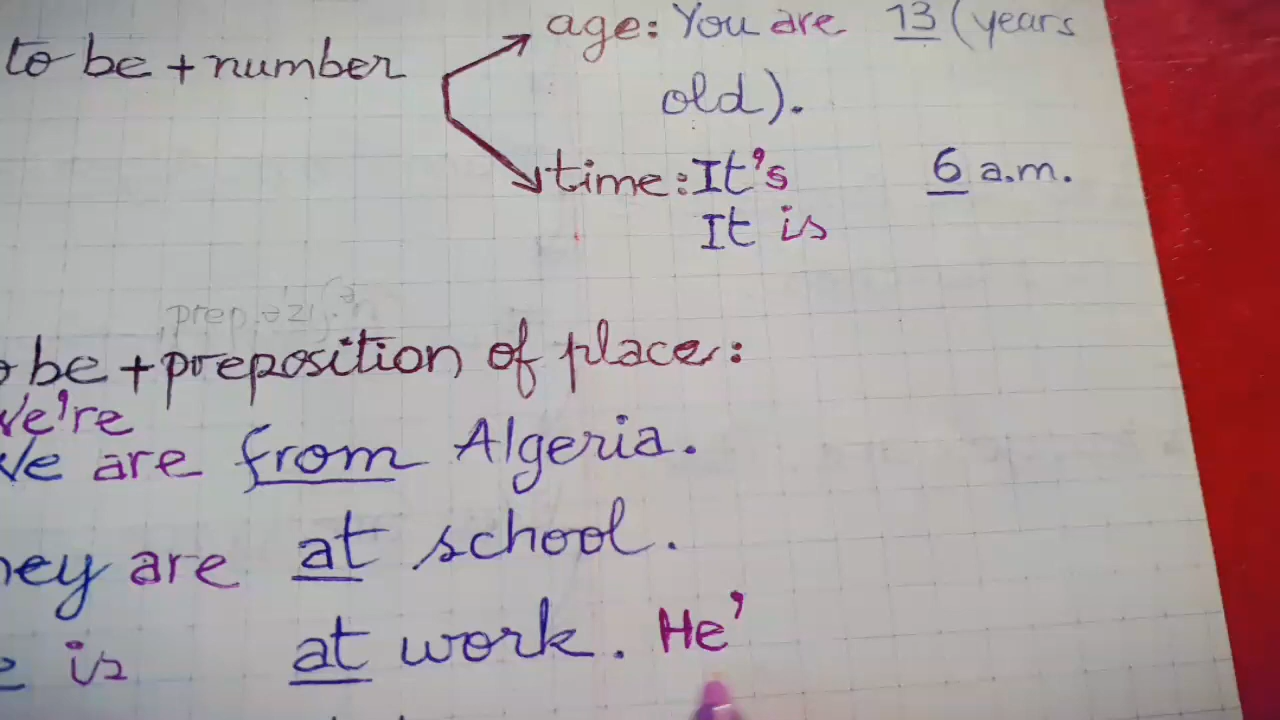 age: You are 13 (years
to be + number
old).
time: It's 6 a.m.
It is
be + preposition of place:
We're
We are from Algeria.
hey are at school.
is at work. He'